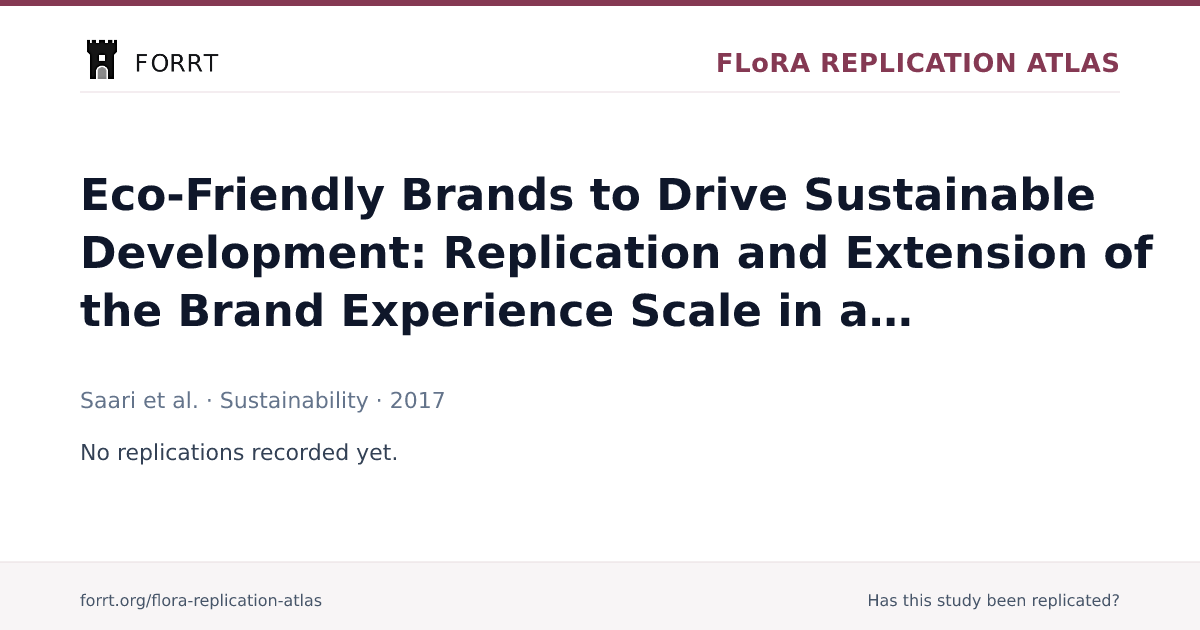 FORRT
FLoRA REPLICATION ATLAS
Eco-Friendly Brands to Drive Sustainable
Development: Replication and Extension of
the Brand Experience Scale in a…
Saari et al. · Sustainability · 2017
No replications recorded yet.
forrt.org/flora-replication-atlas
Has this study been replicated?